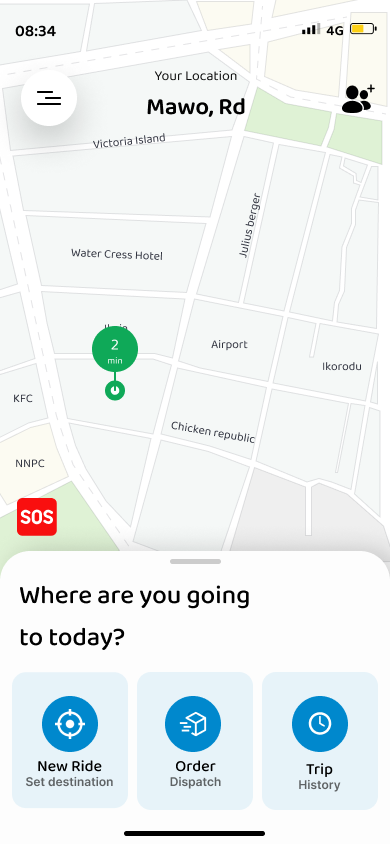 08:34
4G
Your Location
Mawo, Rd
Victoria Island
Julius berger
Water Cress Hotel
2
min
Airport
Ikorodu
KFC
Chicken republic
NNPC
SOS
Where are you going
to today?
New Ride
Set destination
Order
Dispatch
Trip
History